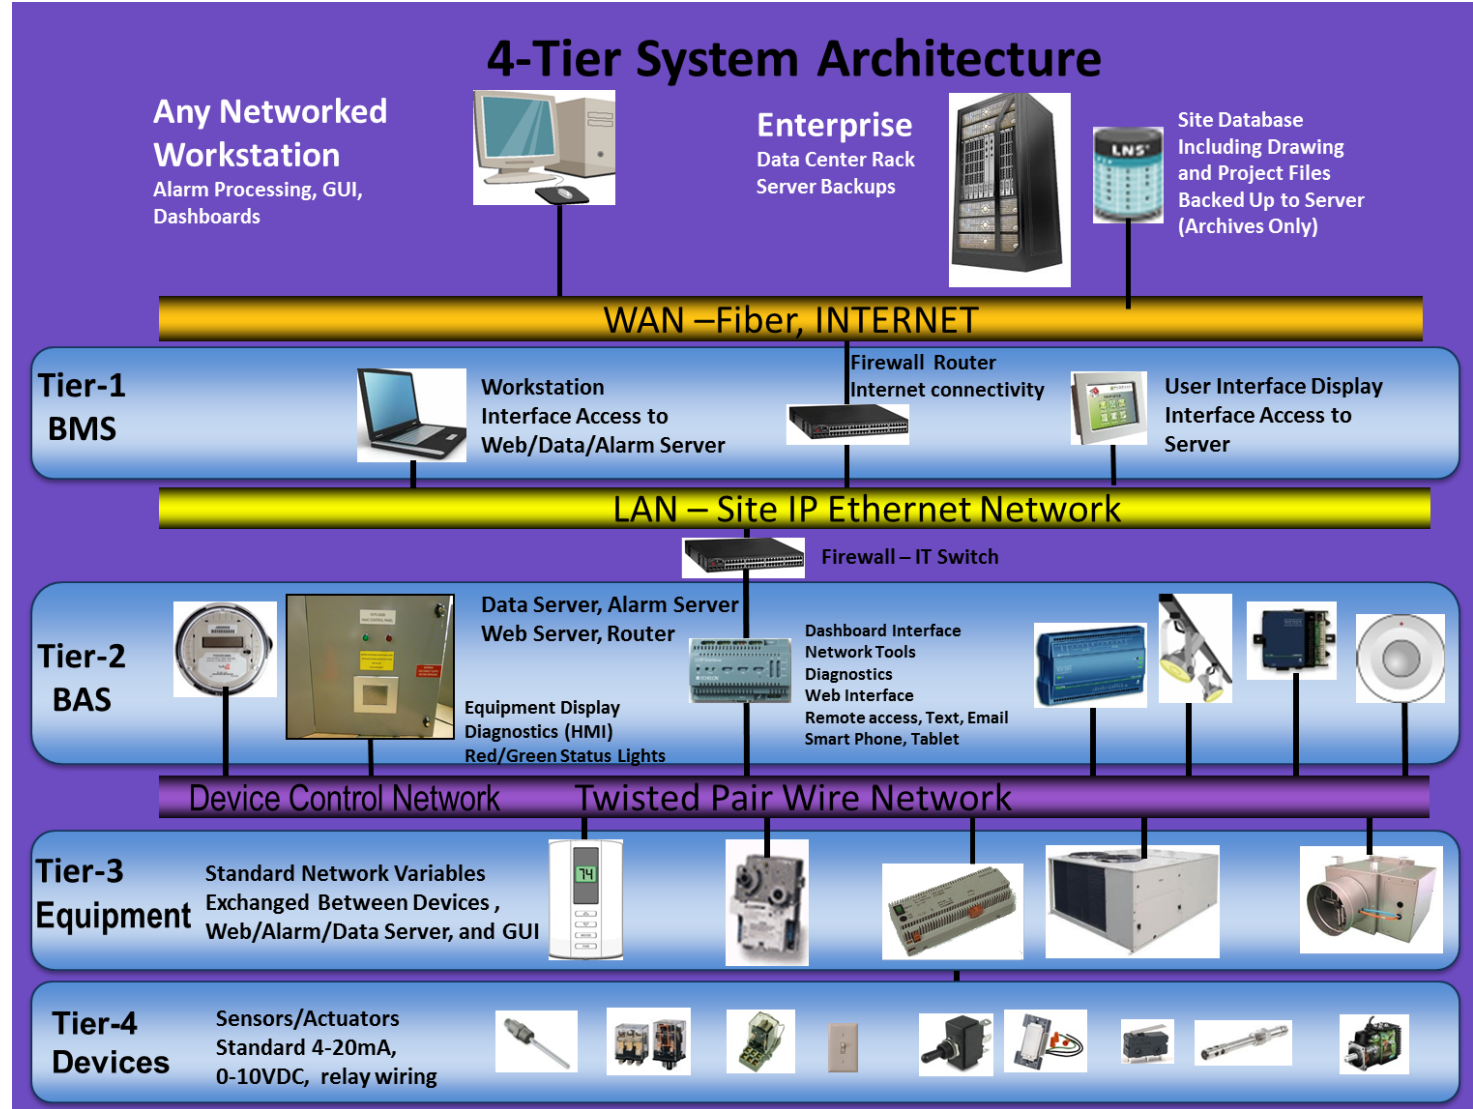 4-Tier System Architecture
Any Networked
Workstation
Alarm Processing, GUI,
Dashboards
Enterprise
Data Center Rack
Server Backups
LNS
Site Database
Including Drawing
and Project Files
Backed Up to Server
(Archives Only)
WAN –Fiber, INTERNET
Tier-1
BMS
Workstation
Interface Access to
Web/Data/Alarm Server
Firewall Router
Internet connectivity
User Interface Display
Interface Access to
Server
LAN – Site IP Ethernet Network
Firewall – IT Switch
Tier-2
BAS
Data Server, Alarm Server
Web Server, Router
Equipment Display
Diagnostics (HMI)
Red/Green Status Lights
ECHELON
Dashboard Interface
Network Tools
Diagnostics
Web Interface
Remote access, Text, Email
Smart Phone, Tablet
Device Control Network
Twisted Pair Wire Network
Tier-3
Equipment
Standard Network Variables
Exchanged Between Devices ,
Web/Alarm/Data Server, and GUI
74
Tier-4
Devices
Sensors/Actuators
Standard 4-20mA,
0-10VDC,  relay wiring